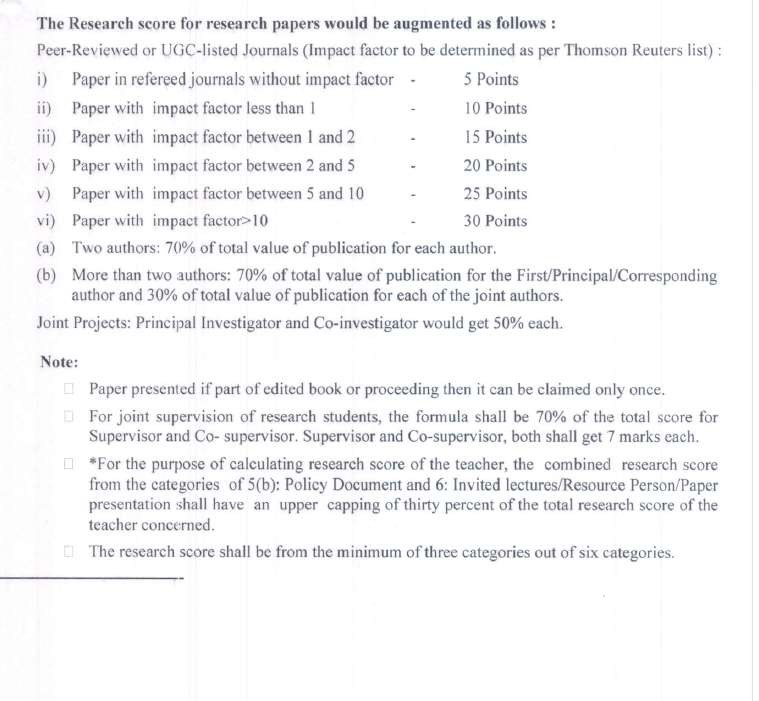 The Research score for research papers would be augmented as follows :
Peer-Reviewed or UGC-listed Journals (Impact factor to be determined as per Thomson Reuters list) :
i) Paper in refereed journals without impact factor - 5 Points
ii) Paper with impact factor less than 1 - 10 Points
iii) Paper with impact factor between 1 and 2 - 15 Points
iv) Paper with impact factor between 2 and 5 - 20 Points
v) Paper with impact factor between 5 and 10 - 25 Points
vi) Paper with impact factor>10 - 30 Points
(a) Two authors: 70% of total value of publication for each author.
(b) More than two authors: 70% of total value of publication for the First/Principal/Corresponding
author and 30% of total value of publication for each of the joint authors.
Joint Projects: Principal Investigator and Co-investigator would get 50% each.
Note:
□ Paper presented if part of edited book or proceeding then it can be claimed only once.
□ For joint supervision of research students, the formula shall be 70% of the total score for
Supervisor and Co- supervisor. Supervisor and Co-supervisor, both shall get 7 marks each.
□ *For the purpose of calculating research score of the teacher, the combined research score
from the categories of 5(b): Policy Document and 6: Invited lectures/Resource Person/Paper
presentation shall have an upper capping of thirty percent of the total research score of the
teacher concerned.
□ The research score shall be from the minimum of three categories out of six categories.